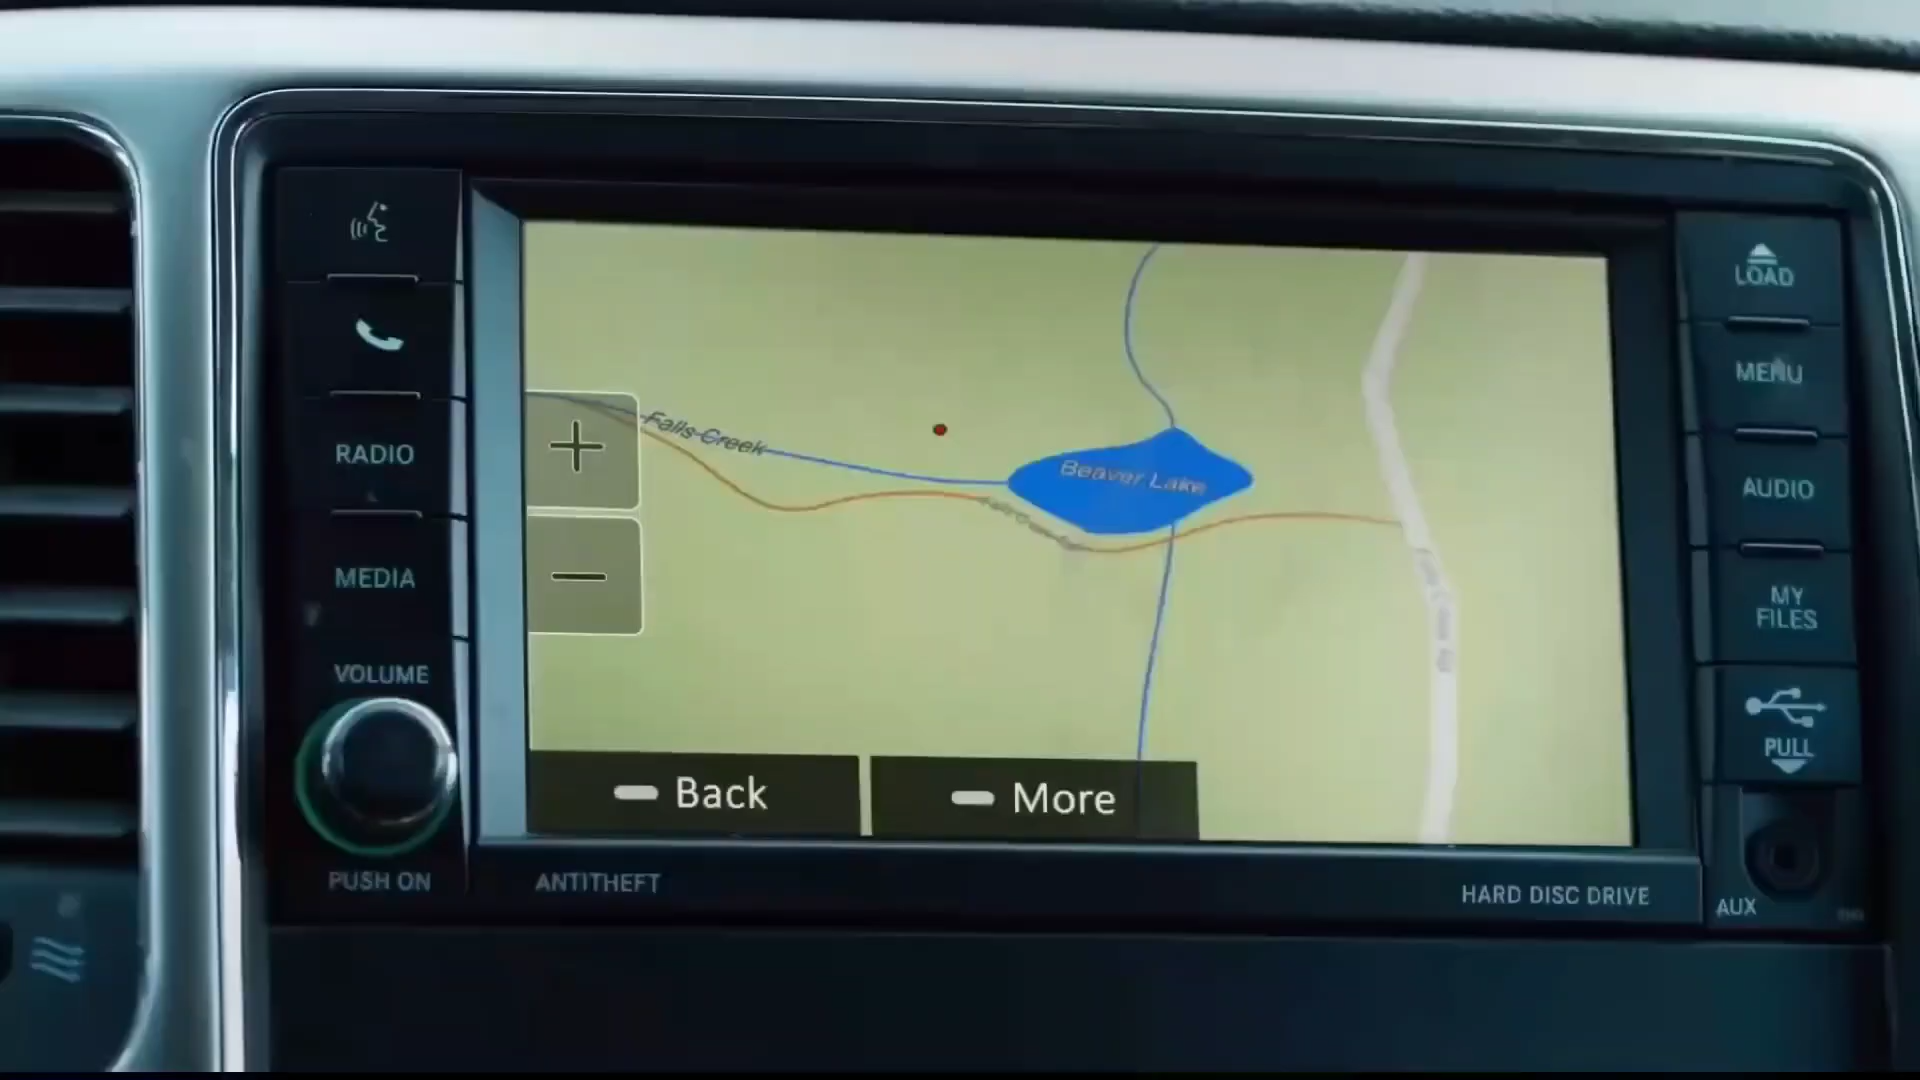 RADIO
MEDIA
VOLUME
PUSH ON
Falls Creek
Beaver Lake
+
−
Back
More
ANTITHEFT
HARD DISC DRIVE
LOAD
MENU
AUDIO
MY
FILES
PULL
AUX